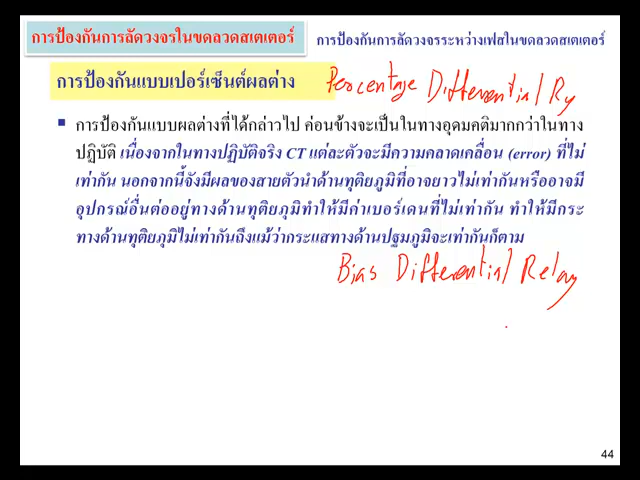 การป้องกันการลัดวงจรในขดลวดสเตเตอร์
การป้องกันการลัดวงจรระหว่างเฟสในขดลวดสเตเตอร์
การป้องกันแบบเปอร์เซ็นต์ผลต่าง
Percentage Differential Ry
การป้องกันแบบผลต่างที่ได้กล่าวไป ค่อนข้างจะเป็นในทางอุดมคติมากกว่าในทาง
ปฏิบัติ เนื่องจากในทางปฏิบัติจริง CT แต่ละตัวจะมีความคลาดเคลื่อน (error) ที่ไม่
เท่ากัน นอกจากนี้จังมีผลของสายตัวนำด้านทุติยภูมิที่อาจยาวไม่เท่ากันหรืออาจมี
อุปกรณ์อื่นต่ออยู่ทางด้านทุติยภูมิทำให้มีค่าเบอร์เดนที่ไม่เท่ากัน ทำให้มีกระ
ทางด้านทุติยภูมิไม่เท่ากันถึงแม้ว่ากระแสทางด้านปฐมภูมิจะเท่ากันก็ตาม
Bias Differential Relay
44